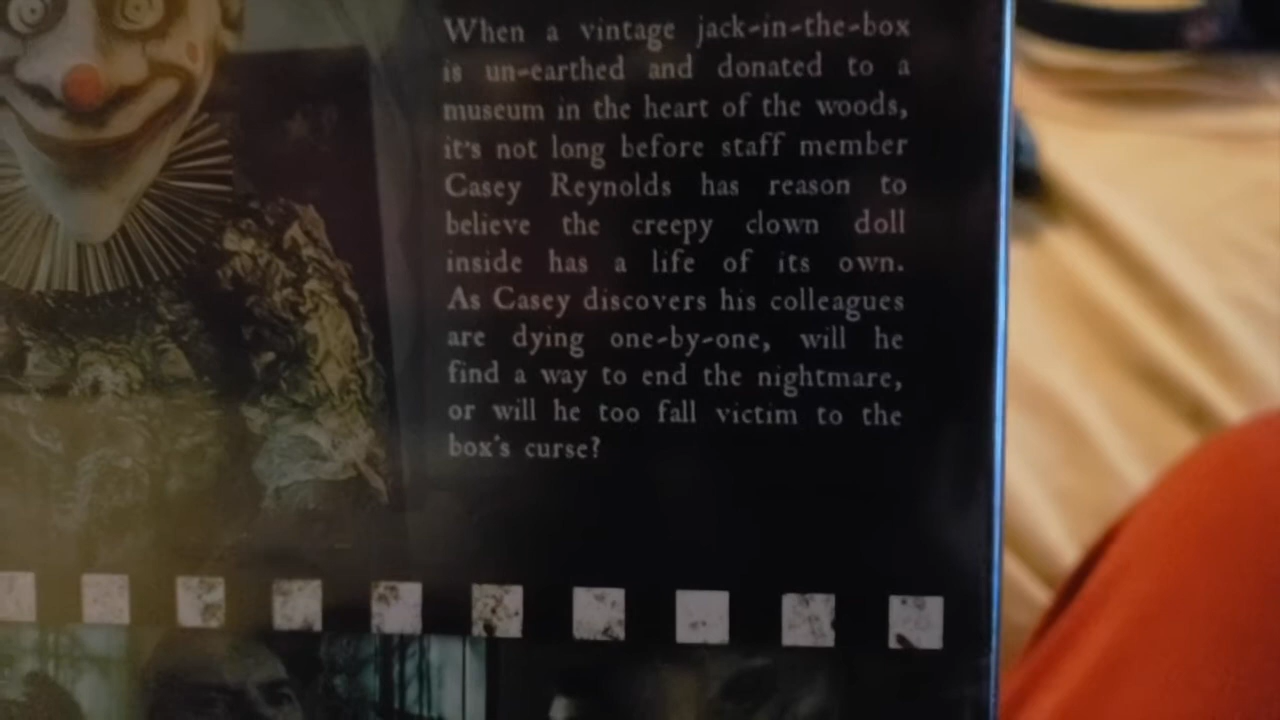 When a vintage jack-in-the-box
is un-earthed and donated to a
museum in the heart of the woods,
it's not long before staff member
Casey Reynolds has reason to
believe the creepy clown doll
inside has a life of its own.
As Casey discovers his colleagues
are dying one-by-one, will he
find a way to end the nightmare,
or will he too fall victim to the
box's curse?